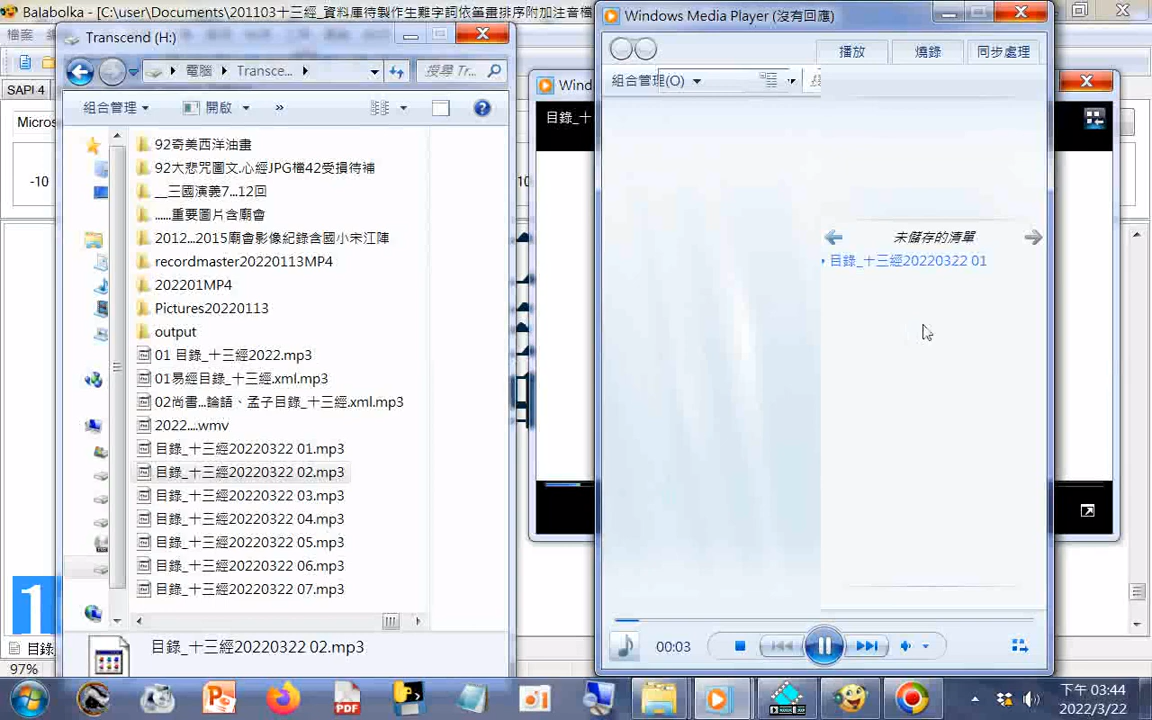 Balabolka - [C:\user\Documents\201103十三經_資料庫待製作生難字詞依筆畫排序附加注音檔
檔案
SAPI 4
Micros
-10
10
1
目錄
97%
Transcend (H:)
電腦
Transce...
搜尋 Tr...
組合管理
開啟
»
92奇美西洋油畫
92大悲咒圖文.心經JPG檔42受損待補
__三國演義7...12回
......重要圖片含廟會
2012...2015廟會影像紀錄含國小宋江陣
recordmaster20220113MP4
202201MP4
Pictures20220113
output
01 目錄_十三經2022.mp3
01易經目錄_十三經.xml.mp3
02尚書...論語、孟子目錄_十三經.xml.mp3
2022....wmv
目錄_十三經20220322 01.mp3
目錄_十三經20220322 02.mp3
目錄_十三經20220322 03.mp3
目錄_十三經20220322 04.mp3
目錄_十三經20220322 05.mp3
目錄_十三經20220322 06.mp3
目錄_十三經20220322 07.mp3
目錄_十三經20220322 02.mp3
Wind
目錄_十
Windows Media Player (沒有回應)
播放
燒錄
同步處理
組合管理(O)
未儲存的清單
目錄_十三經20220322 01
00:03
PDF
下午 03:44
2022/3/22